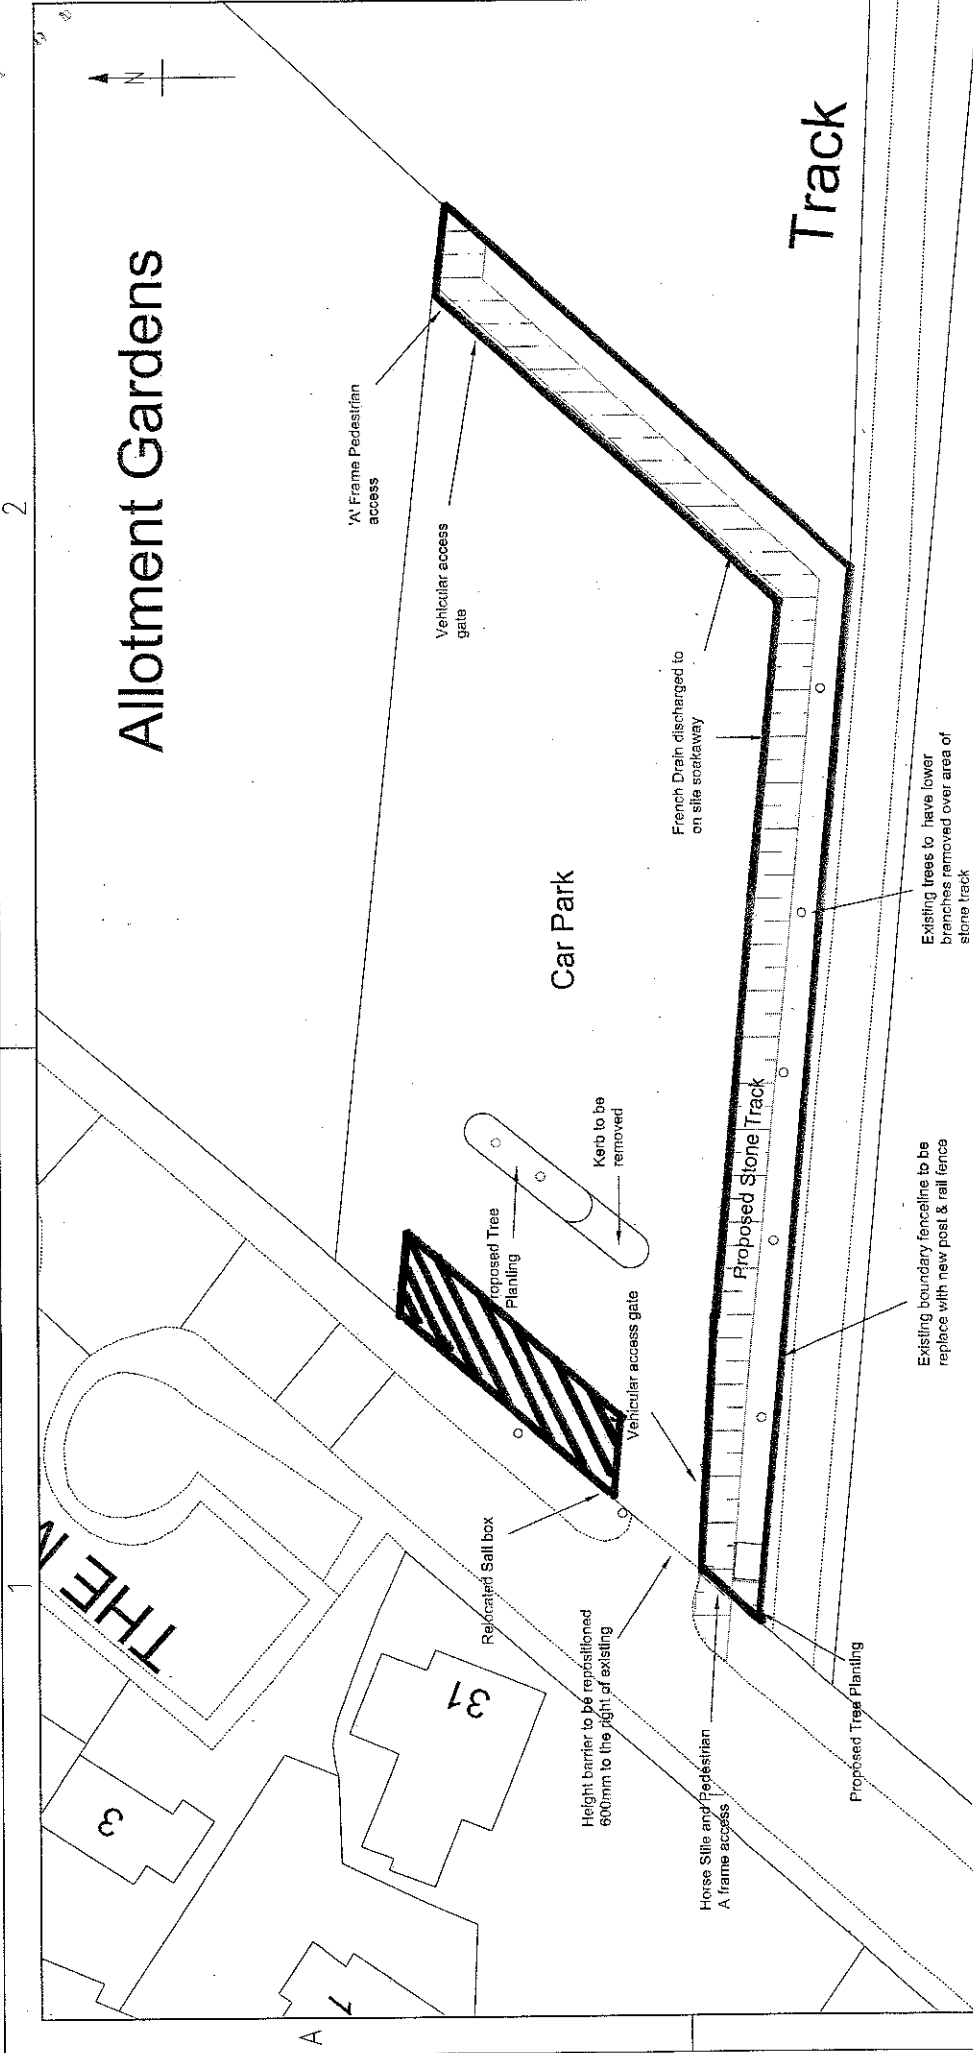 1
2
A
N
Allotment Gardens
'A' Frame Pedestrian
access
Vehicular access
gate
Track
French Drain discharged to
on site soakaway
Car Park
Existing trees to have lower
branches removed over area of
stone track
Kerb to be
removed
roposed Tree
Planting
Proposed Stone Track
Existing boundary fenceline to be
replace with new post & rail fence
Vehicular access gate
THE M
Relocated Salt box
Height barrier to be repositioned
600mm to the right of existing
Horse Stile and Pedestrian
A frame access
Proposed Tree Planting
31
3
7